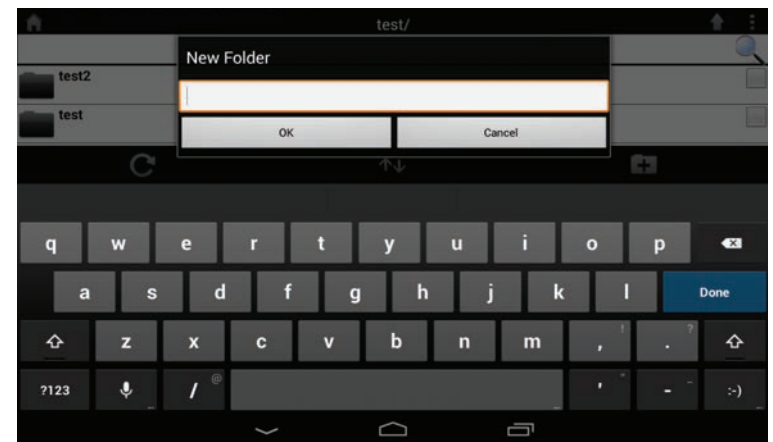 test/
New Folder
test2
test
OK Cancel
q w e r t y u i o p
a s d f g h j k l Done
z x c v b n m , ! . ?
?123 / @ ' " - _ :-)